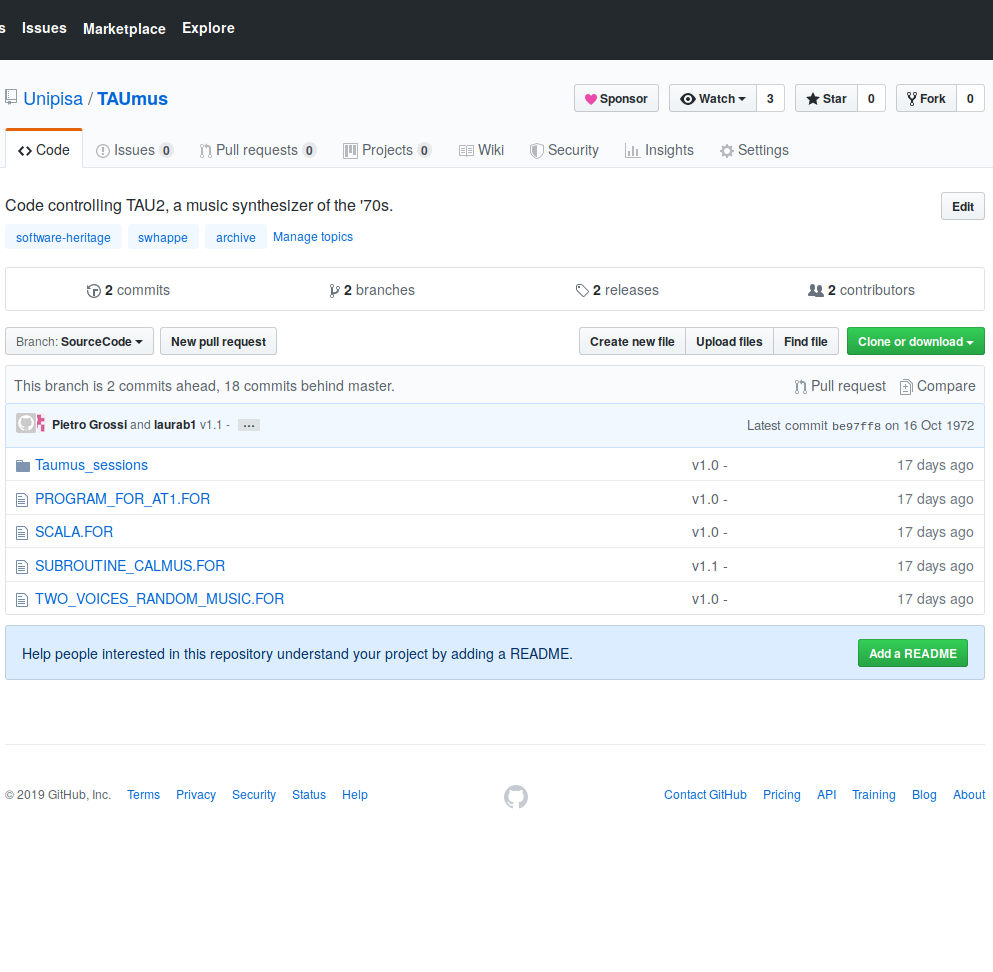 s Issues Marketplace Explore
Unipisa / TAUmus Sponsor Watch 3 Star 0 Fork 0
Code Issues 0 Pull requests 0 Projects 0 Wiki Security Insights Settings
Code controlling TAU2, a music synthesizer of the '70s. Edit
software-heritage swhappe archive Manage topics
2 commits 2 branches 2 releases 2 contributors
Branch: SourceCode New pull request Create new file Upload files Find file Clone or download
This branch is 2 commits ahead, 18 commits behind master. Pull request Compare
Pietro Grossi and laurab1 v1.1 - ... Latest commit be97ff8 on 16 Oct 1972
Taumus_sessions v1.0 - 17 days ago
PROGRAM_FOR_AT1.FOR v1.0 - 17 days ago
SCALA.FOR v1.0 - 17 days ago
SUBROUTINE_CALMUS.FOR v1.1 - 17 days ago
TWO_VOICES_RANDOM_MUSIC.FOR v1.0 - 17 days ago
Help people interested in this repository understand your project by adding a README. Add a README
© 2019 GitHub, Inc. Terms Privacy Security Status Help Contact GitHub Pricing API Training Blog About